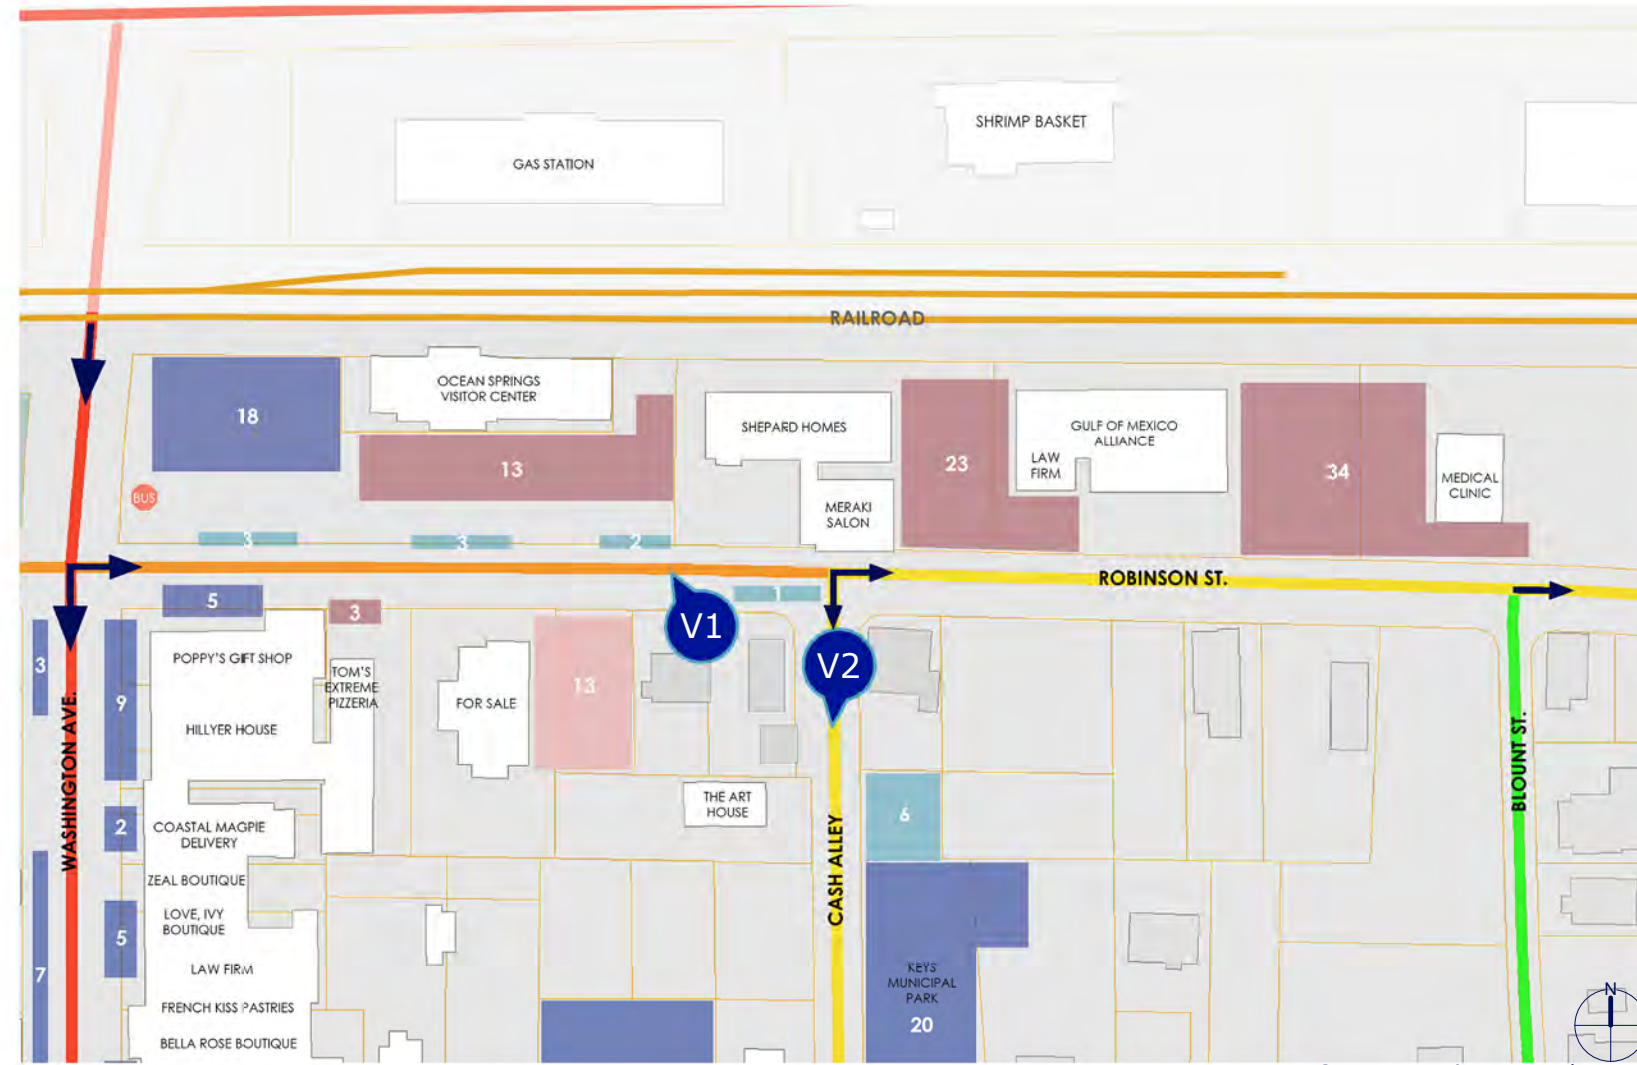 SHRIMP BASKET
GAS STATION
RAILROAD
OCEAN SPRINGS
VISITOR CENTER
18
13
SHEPARD HOMES
MERAKI
SALON
23
GULF OF MEXICO
ALLIANCE
LAW
FIRM
34
MEDICAL
CLINIC
BUS
3
3
2
ROBINSON ST.
5
3
1
V1
V2
3
9
POPPY'S GIFT SHOP
TOM'S
EXTREME
PIZZERIA
FOR SALE
13
HILLYER HOUSE
WASHINGTON AVE.
BLOUNT ST.
THE ART
HOUSE
6
2
COASTAL MAGPIE
DELIVERY
CASH ALLEY
ZEAL BOUTIQUE
5
LOVE, IVY
BOUTIQUE
7
LAW FIRM
KEYS
MUNICIPAL
PARK
20
FRENCH KISS PASTRIES
BELLA ROSE BOUTIQUE
N